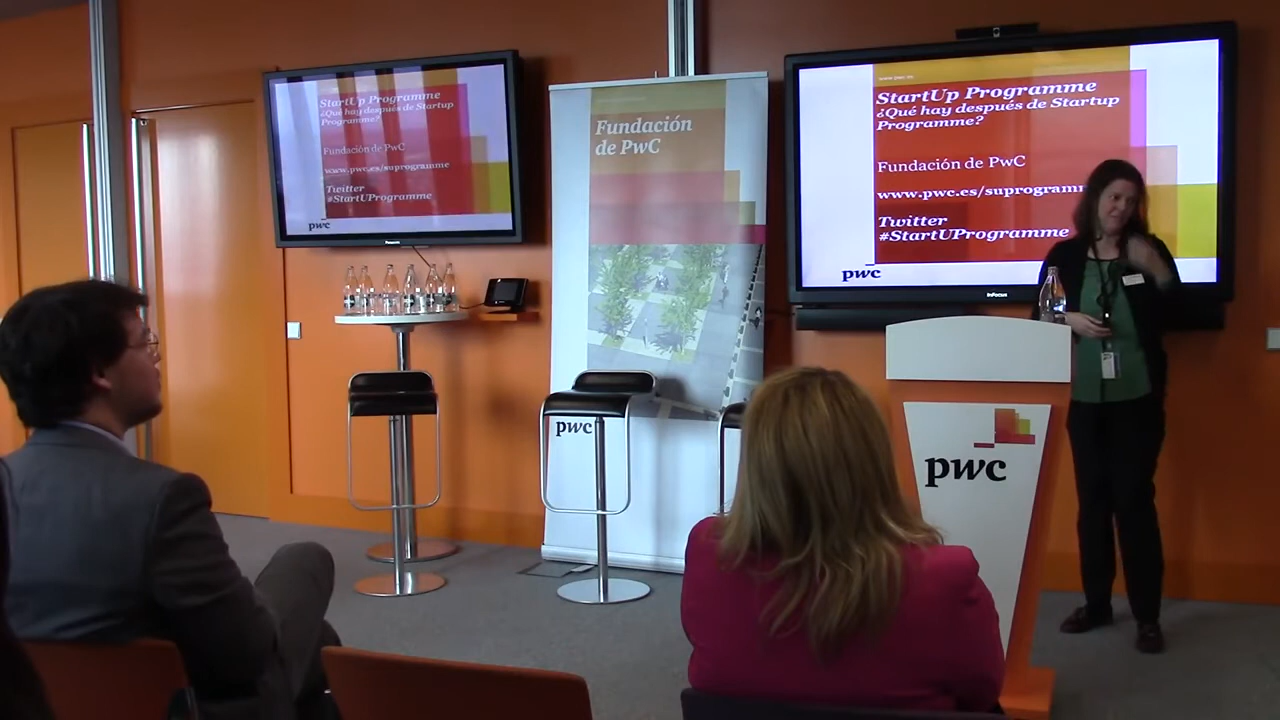 StartUp Programme
¿Qué hay después de Startup
Programme?
Fundación de PwC
www.pwc.es/suprogramme
Twitter
#StartUProgramme
pwc
Panasonic
Fundación
de PwC
pwc
www.pwc.es
StartUp Programme
¿Qué hay después de Startup
Programme?
Fundación de PwC
www.pwc.es/suprogramm
Twitter
#StartUProgramme
pwc
InFocus
pwc